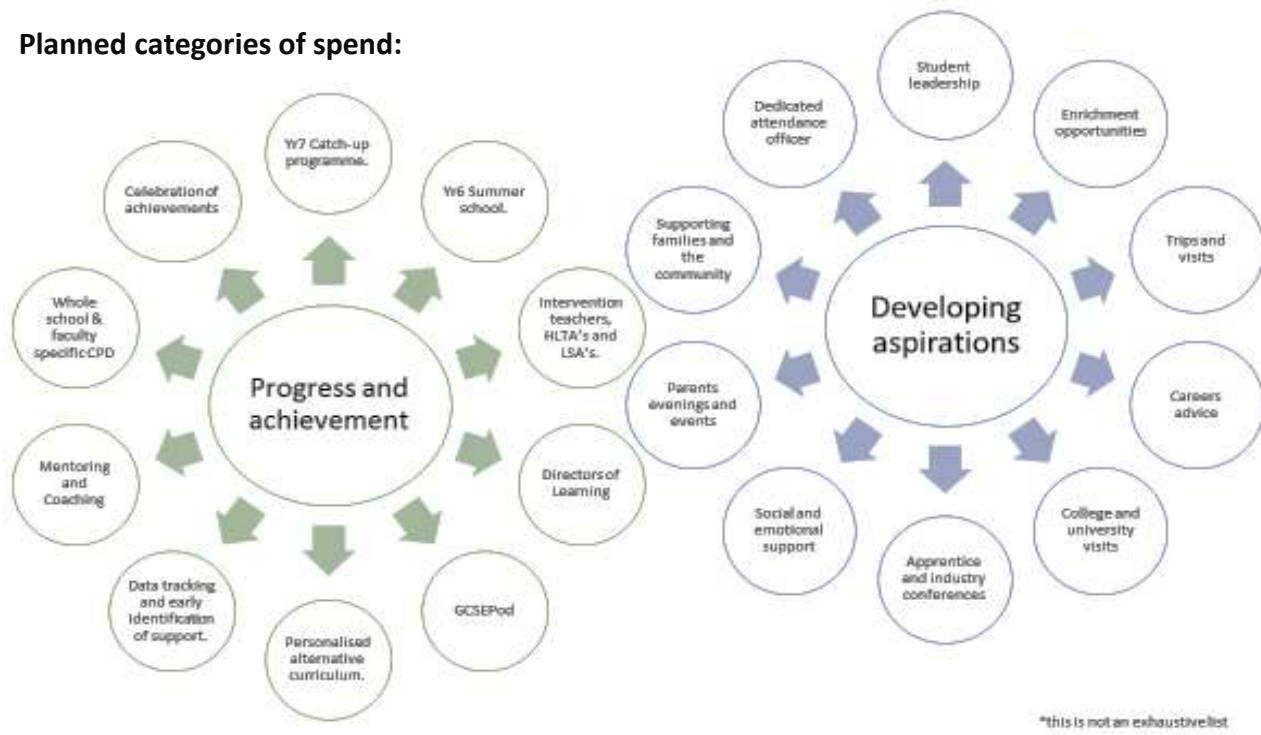 Planned categories of spend:
Progress and
achievement
Yr7 Catch-up
programme.
Yr6 Summer
school.
Intervention
teachers,
HLTA's and
LSA's.
Directors of
Learning
GCSEPod
Personalised
alternative
curriculum.
Data tracking
and early
identification
of support.
Mentoring
and
Coaching
Whole
school &
faculty
specific CPD
Celebration of
achievements
Developing
aspirations
Student
leadership
Enrichment
opportunities
Trips and
visits
Careers
advice
College and
university
visits
Apprentice
and industry
conferences
Social and
emotional
support
Parents
evenings and
events
Supporting
families and
the
community
Dedicated
attendance
officer
*this is not an exhaustive list